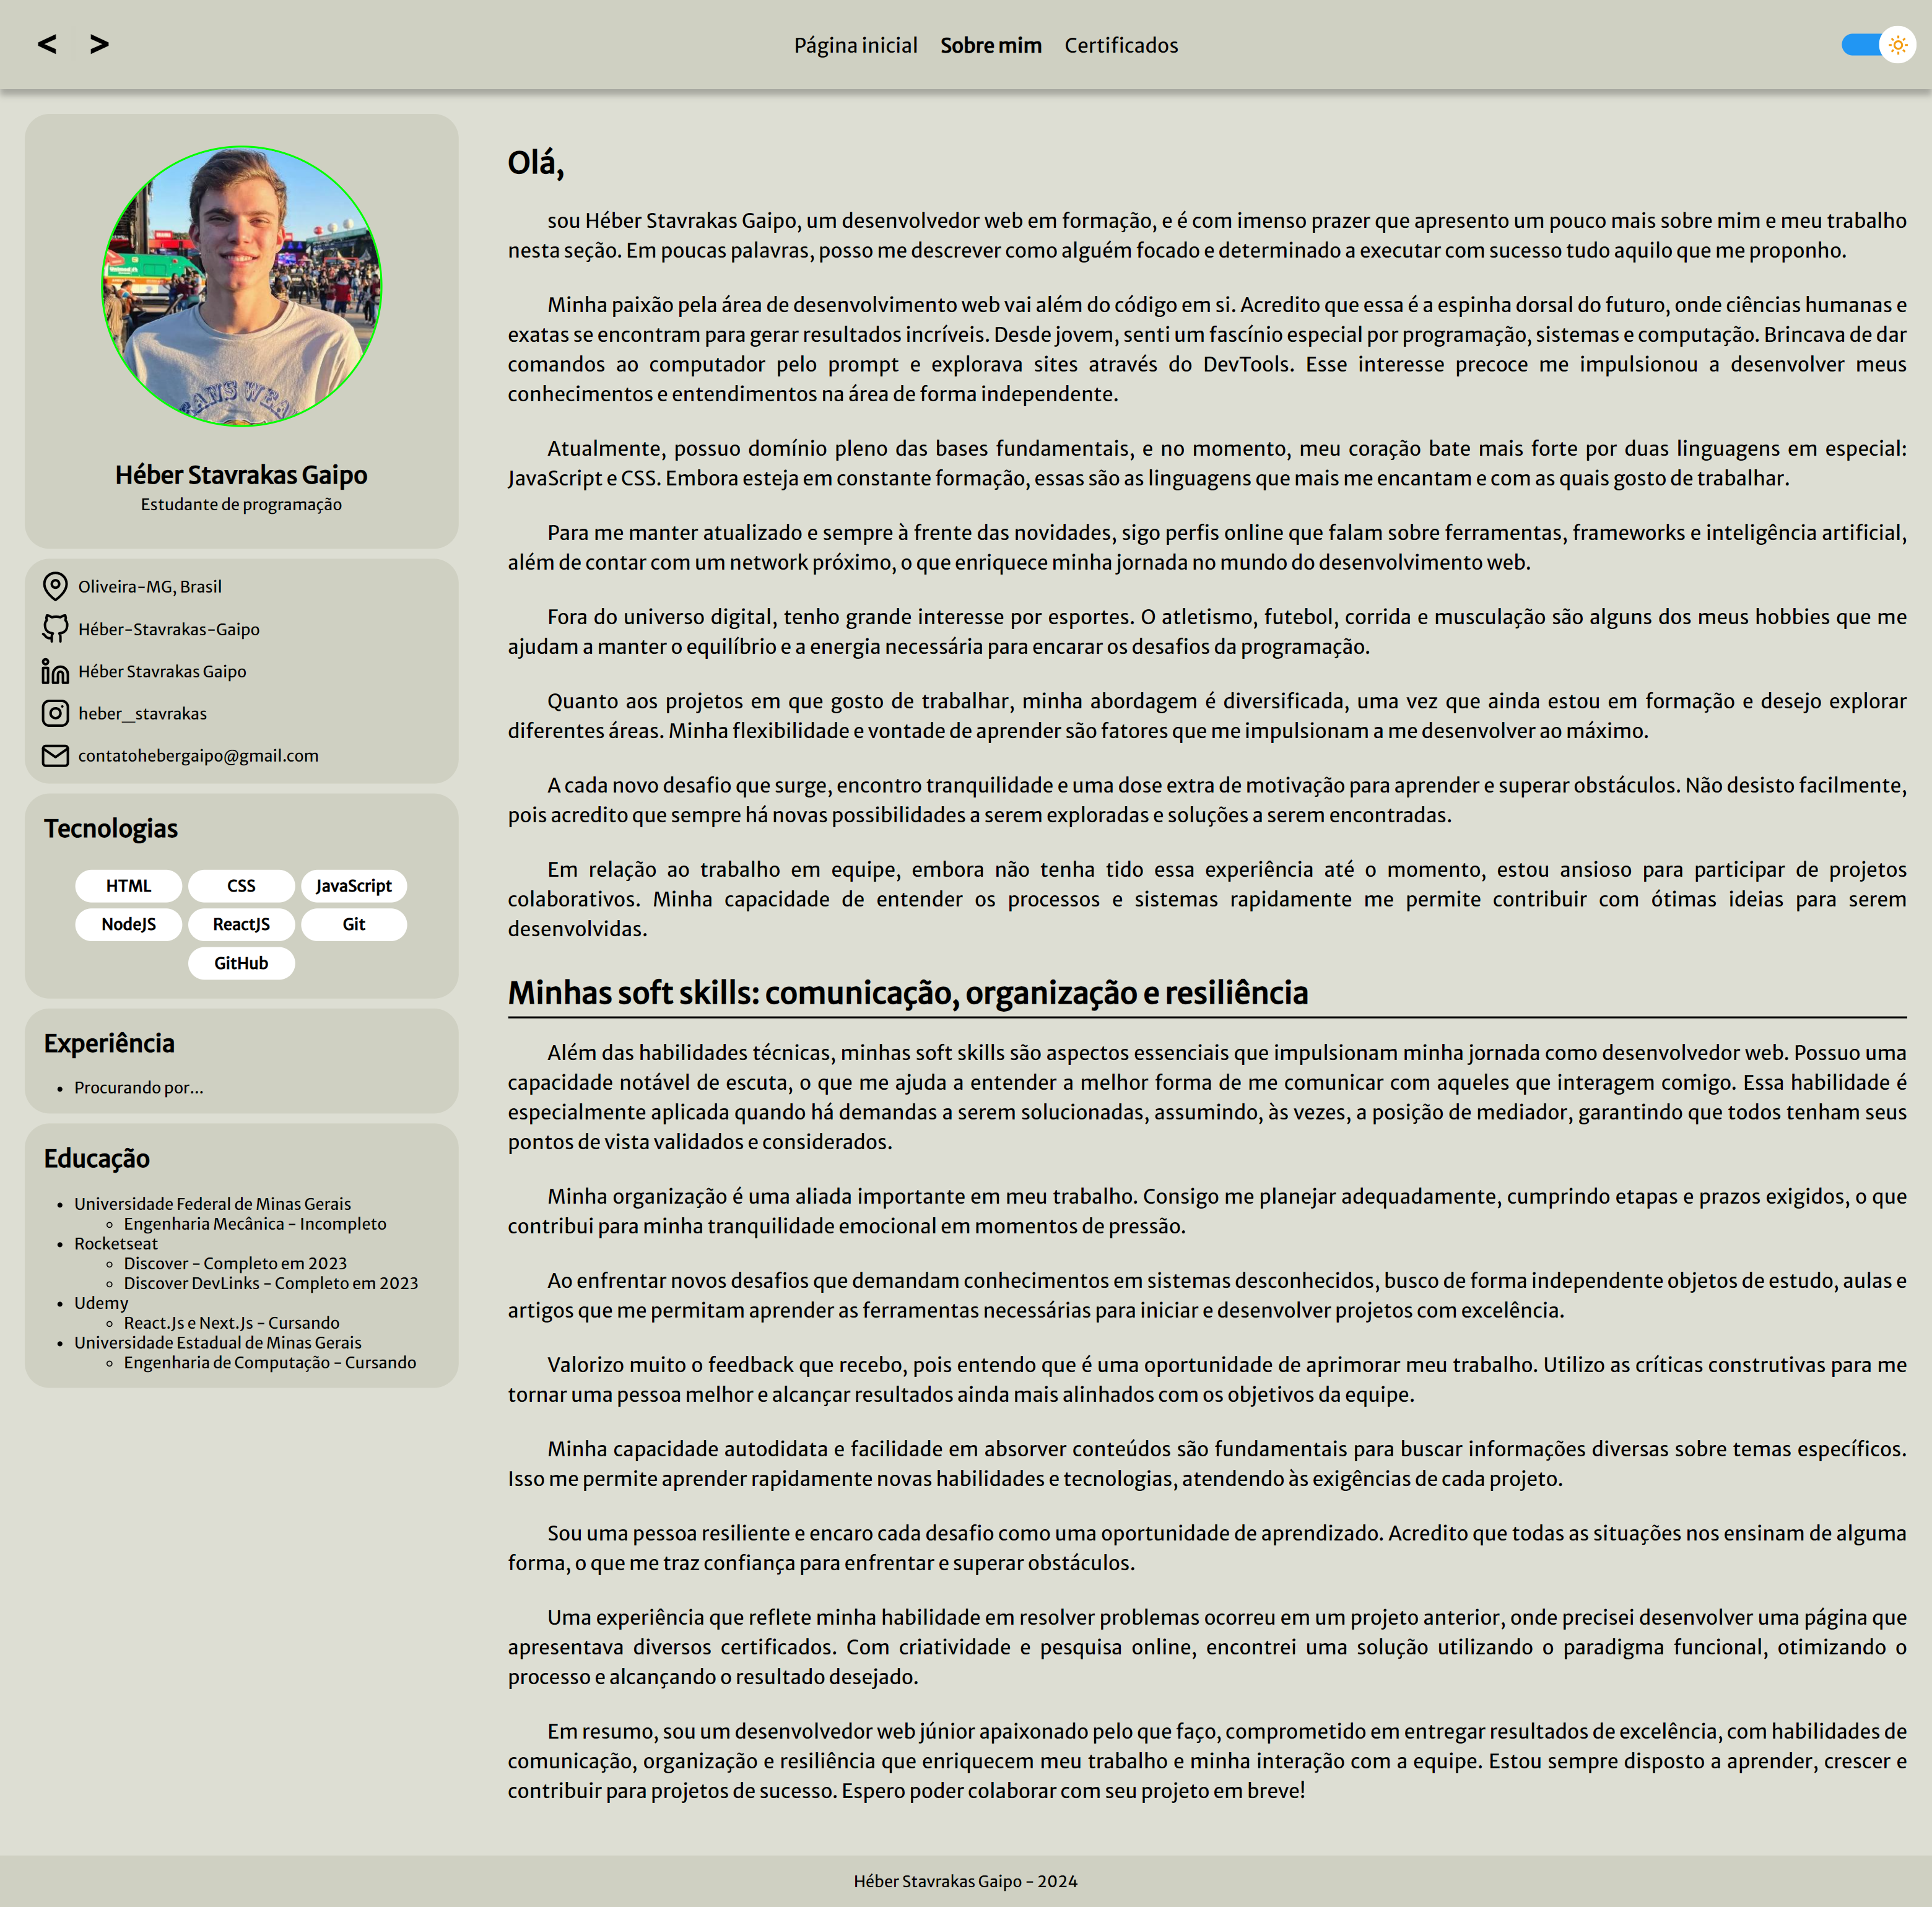 < >
Página inicial Sobre mim Certificados
Héber Stavrakas Gaipo
Estudante de programação
Oliveira-MG, Brasil
Héber-Stavrakas-Gaipo
Héber Stavrakas Gaipo
heber_stavrakas
contatohebergaipo@gmail.com
Tecnologias
HTML CSS JavaScript
NodeJS ReactJS Git
GitHub
Experiência
• Procurando por...
Educação
• Universidade Federal de Minas Gerais
◦ Engenharia Mecânica - Incompleto
• Rocketseat
◦ Discover - Completo em 2023
◦ Discover DevLinks - Completo em 2023
• Udemy
◦ React.Js e Next.Js - Cursando
• Universidade Estadual de Minas Gerais
◦ Engenharia de Computação - Cursando
Olá,
sou Héber Stavrakas Gaipo, um desenvolvedor web em formação, e é com imenso prazer que apresento um pouco mais sobre mim e meu trabalho
nesta seção. Em poucas palavras, posso me descrever como alguém focado e determinado a executar com sucesso tudo aquilo que me proponho.
Minha paixão pela área de desenvolvimento web vai além do código em si. Acredito que essa é a espinha dorsal do futuro, onde ciências humanas e
exatas se encontram para gerar resultados incríveis. Desde jovem, senti um fascínio especial por programação, sistemas e computação. Brincava de dar
comandos ao computador pelo prompt e explorava sites através do DevTools. Esse interesse precoce me impulsionou a desenvolver meus
conhecimentos e entendimentos na área de forma independente.
Atualmente, possuo domínio pleno das bases fundamentais, e no momento, meu coração bate mais forte por duas linguagens em especial:
JavaScript e CSS. Embora esteja em constante formação, essas são as linguagens que mais me encantam e com as quais gosto de trabalhar.
Para me manter atualizado e sempre à frente das novidades, sigo perfis online que falam sobre ferramentas, frameworks e inteligência artificial,
além de contar com um network próximo, o que enriquece minha jornada no mundo do desenvolvimento web.
Fora do universo digital, tenho grande interesse por esportes. O atletismo, futebol, corrida e musculação são alguns dos meus hobbies que me
ajudam a manter o equilíbrio e a energia necessária para encarar os desafios da programação.
Quanto aos projetos em que gosto de trabalhar, minha abordagem é diversificada, uma vez que ainda estou em formação e desejo explorar
diferentes áreas. Minha flexibilidade e vontade de aprender são fatores que me impulsionam a me desenvolver ao máximo.
A cada novo desafio que surge, encontro tranquilidade e uma dose extra de motivação para aprender e superar obstáculos. Não desisto facilmente,
pois acredito que sempre há novas possibilidades a serem exploradas e soluções a serem encontradas.
Em relação ao trabalho em equipe, embora não tenha tido essa experiência até o momento, estou ansioso para participar de projetos
colaborativos. Minha capacidade de entender os processos e sistemas rapidamente me permite contribuir com ótimas ideias para serem
desenvolvidas.
Minhas soft skills: comunicação, organização e resiliência
Além das habilidades técnicas, minhas soft skills são aspectos essenciais que impulsionam minha jornada como desenvolvedor web. Possuo uma
capacidade notável de escuta, o que me ajuda a entender a melhor forma de me comunicar com aqueles que interagem comigo. Essa habilidade é
especialmente aplicada quando há demandas a serem solucionadas, assumindo, às vezes, a posição de mediador, garantindo que todos tenham seus
pontos de vista validados e considerados.
Minha organização é uma aliada importante em meu trabalho. Consigo me planejar adequadamente, cumprindo etapas e prazos exigidos, o que
contribui para minha tranquilidade emocional em momentos de pressão.
Ao enfrentar novos desafios que demandam conhecimentos em sistemas desconhecidos, busco de forma independente objetos de estudo, aulas e
artigos que me permitam aprender as ferramentas necessárias para iniciar e desenvolver projetos com excelência.
Valorizo muito o feedback que recebo, pois entendo que é uma oportunidade de aprimorar meu trabalho. Utilizo as críticas construtivas para me
tornar uma pessoa melhor e alcançar resultados ainda mais alinhados com os objetivos da equipe.
Minha capacidade autodidata e facilidade em absorver conteúdos são fundamentais para buscar informações diversas sobre temas específicos.
Isso me permite aprender rapidamente novas habilidades e tecnologias, atendendo às exigências de cada projeto.
Sou uma pessoa resiliente e encaro cada desafio como uma oportunidade de aprendizado. Acredito que todas as situações nos ensinam de alguma
forma, o que me traz confiança para enfrentar e superar obstáculos.
Uma experiência que reflete minha habilidade em resolver problemas ocorreu em um projeto anterior, onde precisei desenvolver uma página que
apresentava diversos certificados. Com criatividade e pesquisa online, encontrei uma solução utilizando o paradigma funcional, otimizando o
processo e alcançando o resultado desejado.
Em resumo, sou um desenvolvedor web júnior apaixonado pelo que faço, comprometido em entregar resultados de excelência, com habilidades de
comunicação, organização e resiliência que enriquecem meu trabalho e minha interação com a equipe. Estou sempre disposto a aprender, crescer e
contribuir para projetos de sucesso. Espero poder colaborar com seu projeto em breve!
Héber Stavrakas Gaipo - 2024